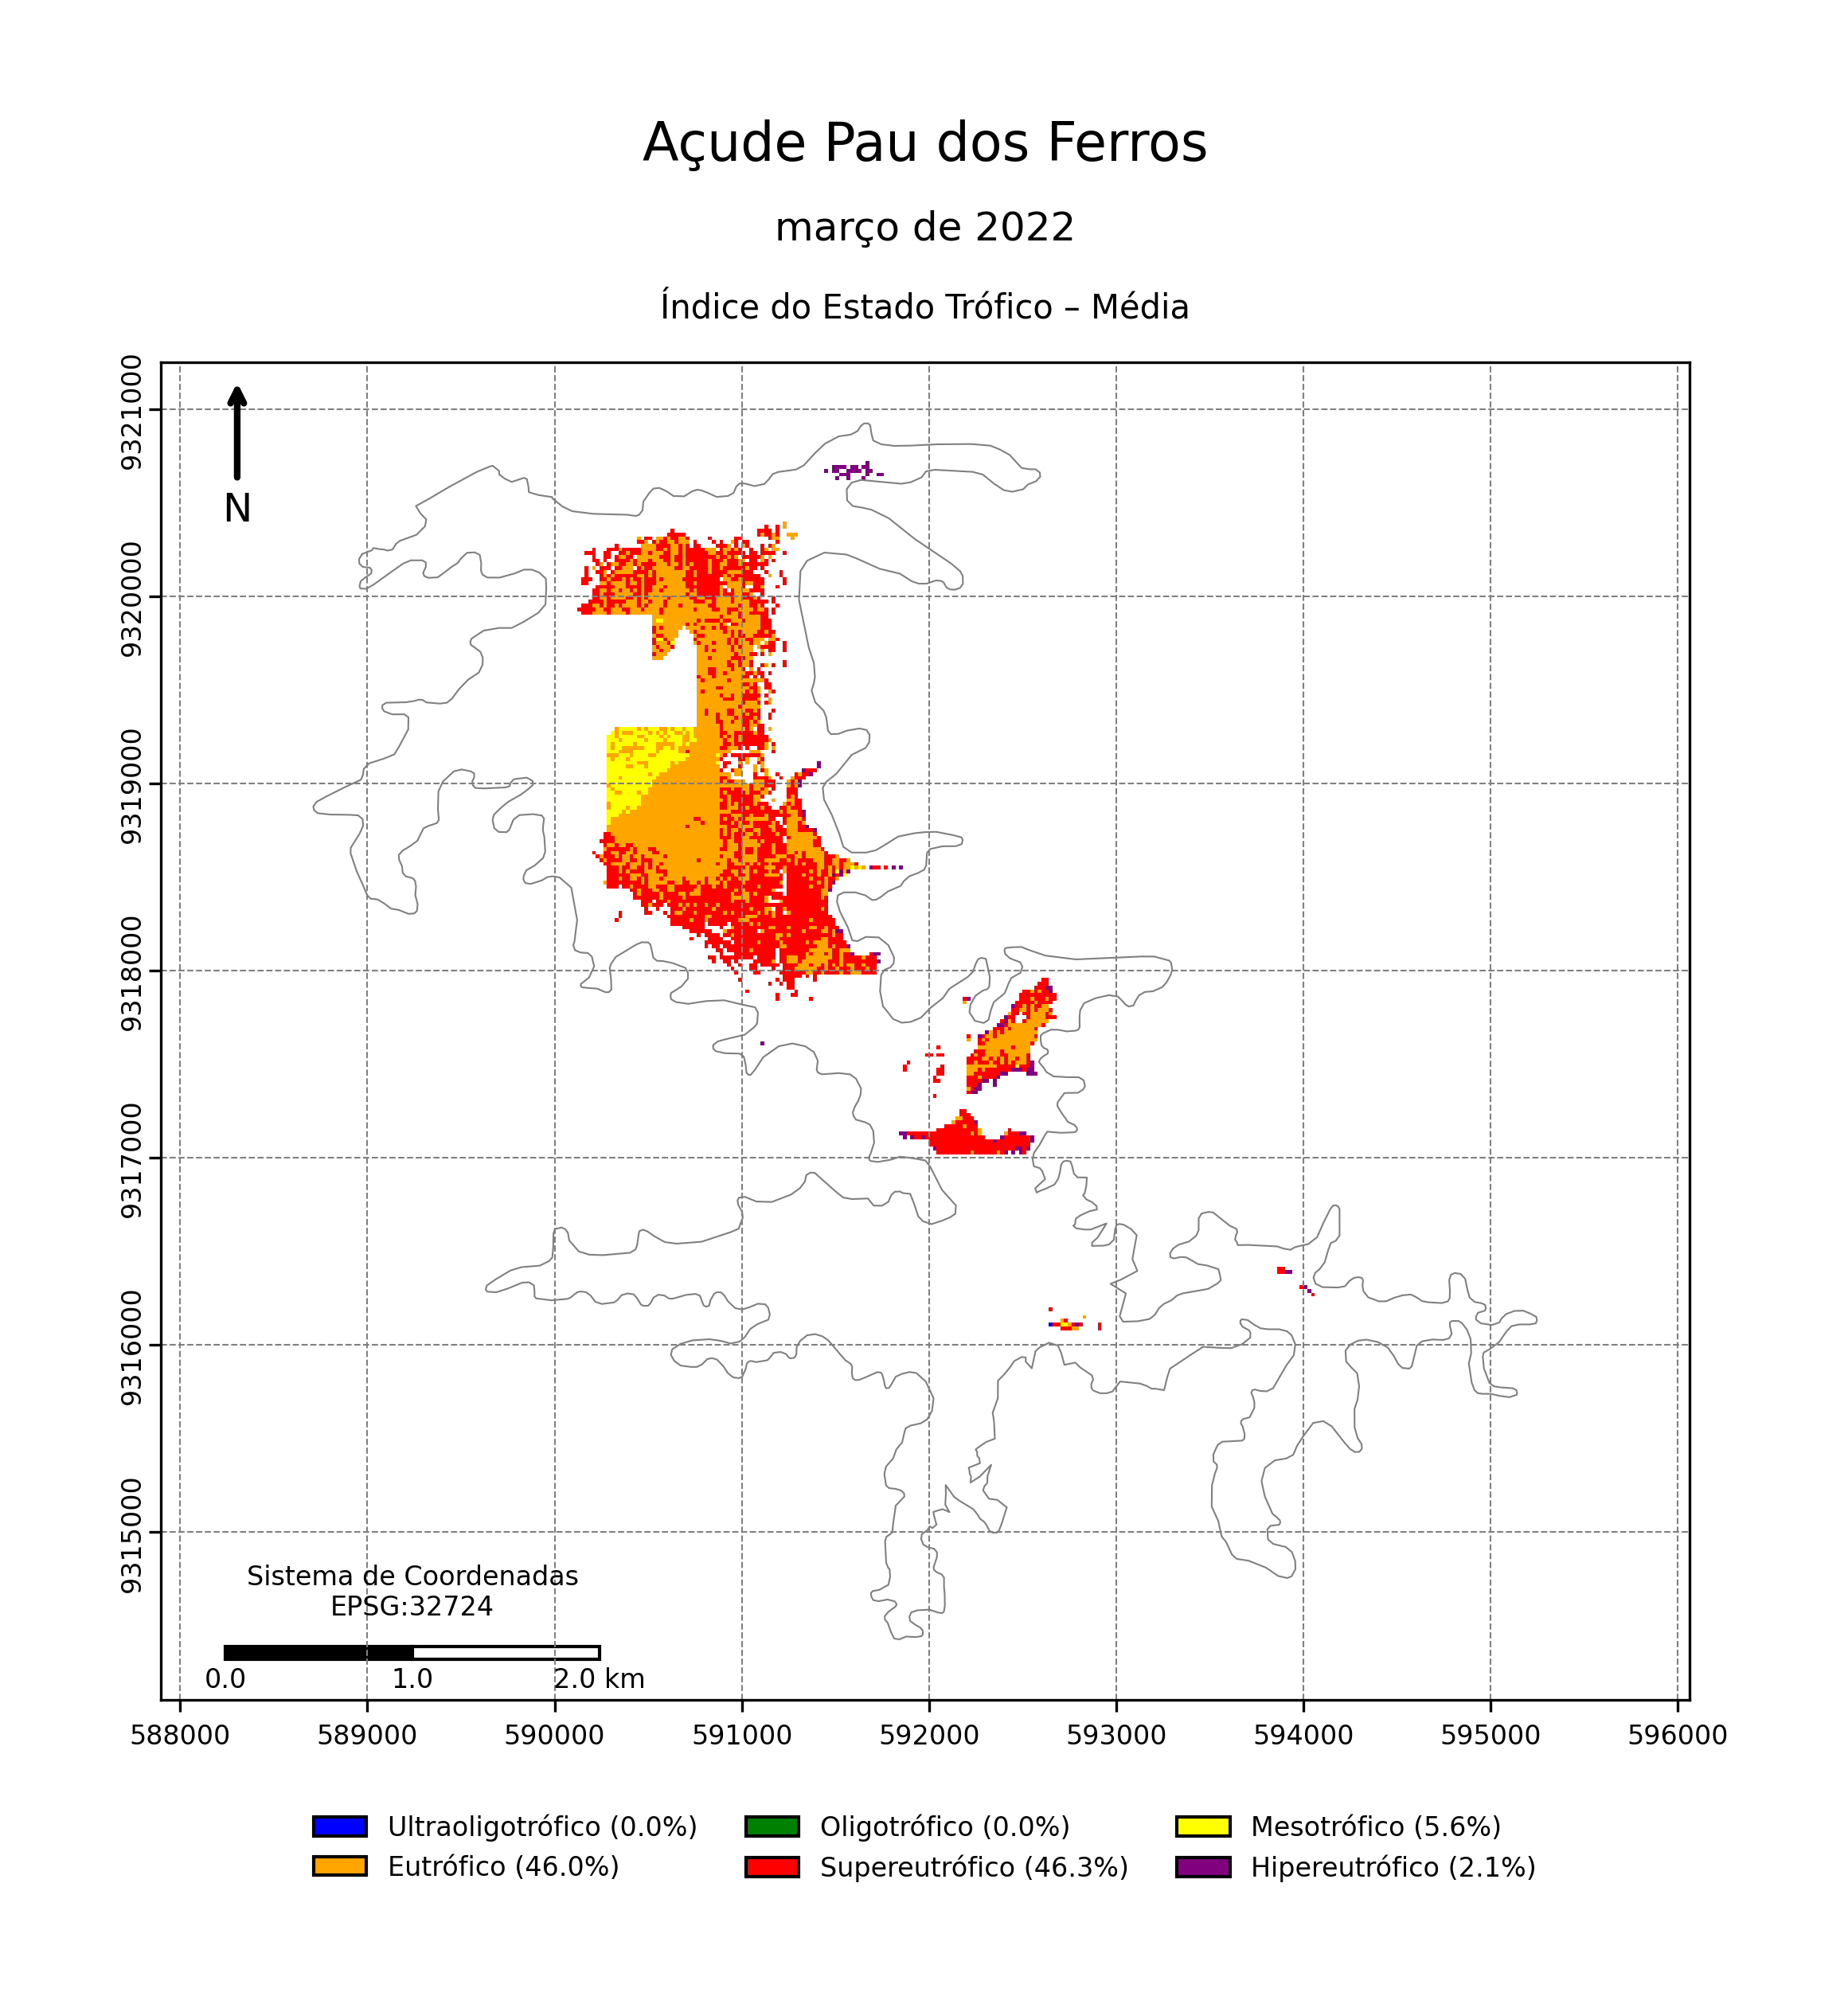 Açude Pau dos Ferros
março de 2022
Índice do Estado Trófico – Média
9321000
9320000
9319000
9318000
9317000
9316000
9315000
N
Sistema de Coordenadas
EPSG:32724
0.0 1.0 2.0 km
588000 589000 590000 591000 592000 593000 594000 595000 596000
Ultraoligotrófico (0.0%) Oligotrófico (0.0%) Mesotrófico (5.6%)
Eutrófico (46.0%) Supereutrófico (46.3%) Hipereutrófico (2.1%)